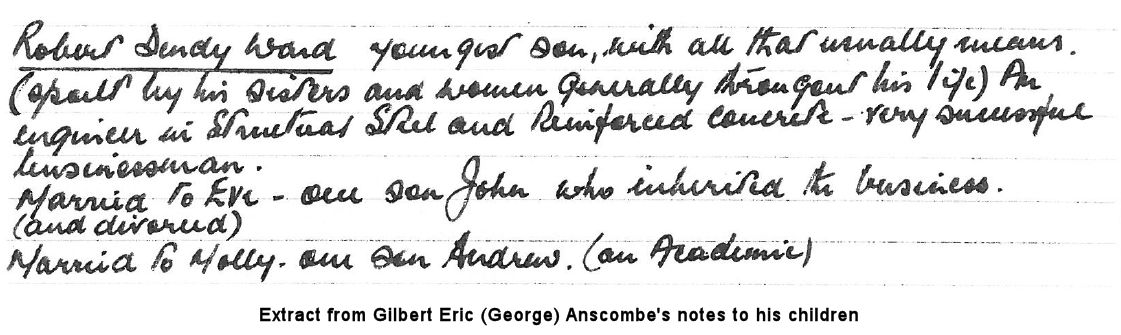 Robert Dendy Ward youngest son, with all that usually means.
(spoilt by his sisters and women generally througout his life) An
engineer in Structural Steel and Reinforced Concrete - very successful
businessman.
Married to Eve - one son John who inherited the business.
(and divorced)
Married to Molly - one son Andrew. (an Academic)
Extract from Gilbert Eric (George) Anscombe's notes to his children